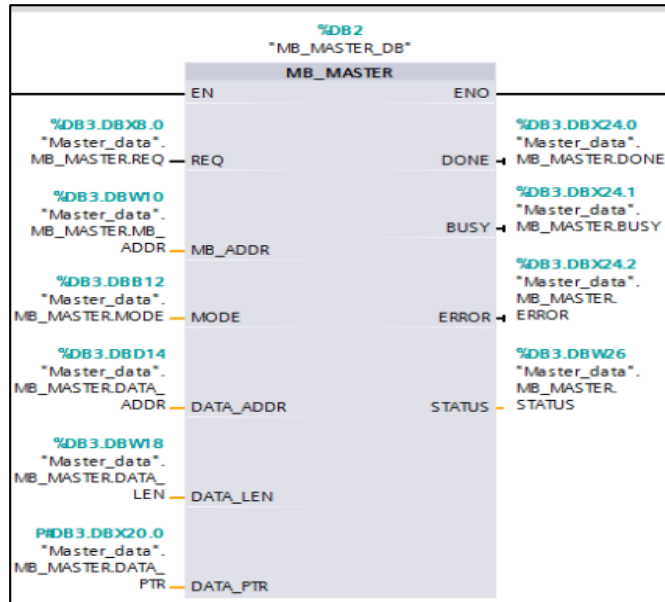 %DB2
"MB_MASTER_DB"
MB_MASTER
EN
ENO
%DB3.DBX8.0
"Master_data".
MB_MASTER.REQ
REQ
%DB3.DBX24.0
"Master_data".
MB_MASTER.DONE
DONE
%DB3.DBW10
"Master_data".
MB_MASTER.MB_
ADDR
MB_ADDR
%DB3.DBX24.1
"Master_data".
MB_MASTER.BUSY
BUSY
%DB3.DBB12
"Master_data".
MB_MASTER.MODE
MODE
%DB3.DBX24.2
"Master_data".
MB_MASTER.
ERROR
ERROR
%DB3.DBD14
"Master_data".
MB_MASTER.DATA_
ADDR
DATA_ADDR
%DB3.DBW26
"Master_data".
MB_MASTER.
STATUS
STATUS
%DB3.DBW18
"Master_data".
MB_MASTER.DATA_
LEN
DATA_LEN
P#DB3.DBX20.0
"Master_data".
MB_MASTER.DATA_
PTR
DATA_PTR